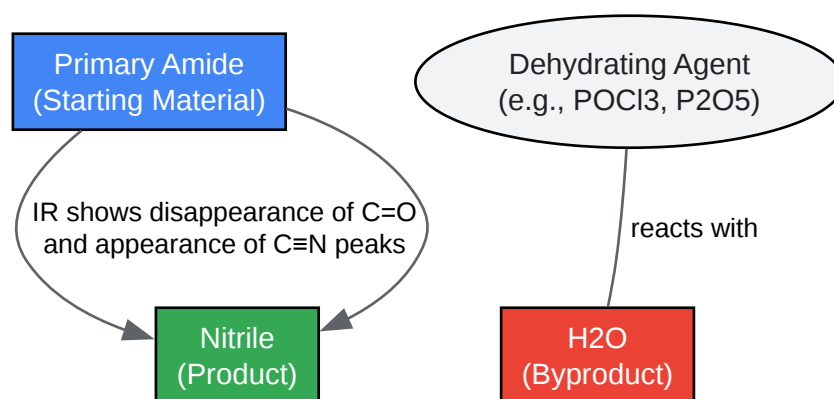 Primary Amide
(Starting Material)
Dehydrating Agent
(e.g., POCl3, P2O5)
IR shows disappearance of C=O
and appearance of C≡N peaks
reacts with
Nitrile
(Product)
H2O
(Byproduct)